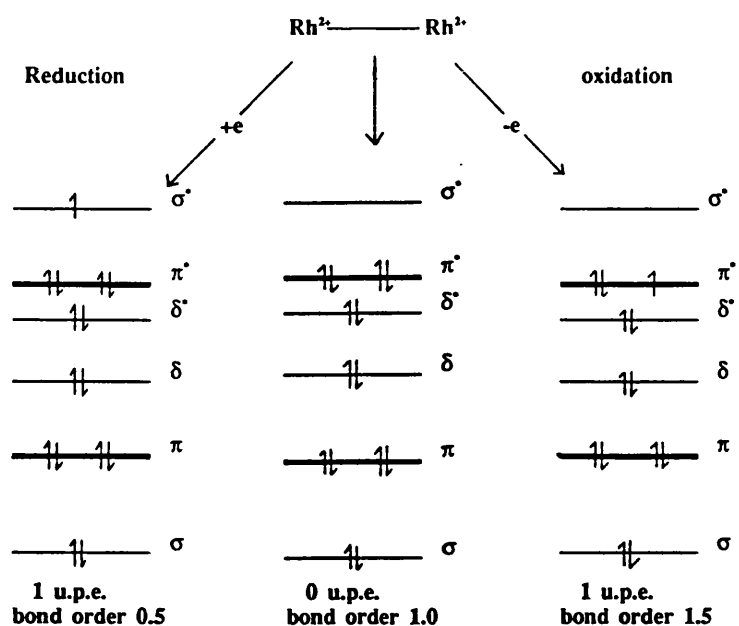 Rh²⁺ Rh²⁺
Reduction
oxidation
+e
-e
σ* σ* σ*
π* π* π*
δ* δ* δ*
δ δ δ
π π π
σ σ σ
1 u.p.e. 0 u.p.e. 1 u.p.e.
bond order 0.5 bond order 1.0 bond order 1.5